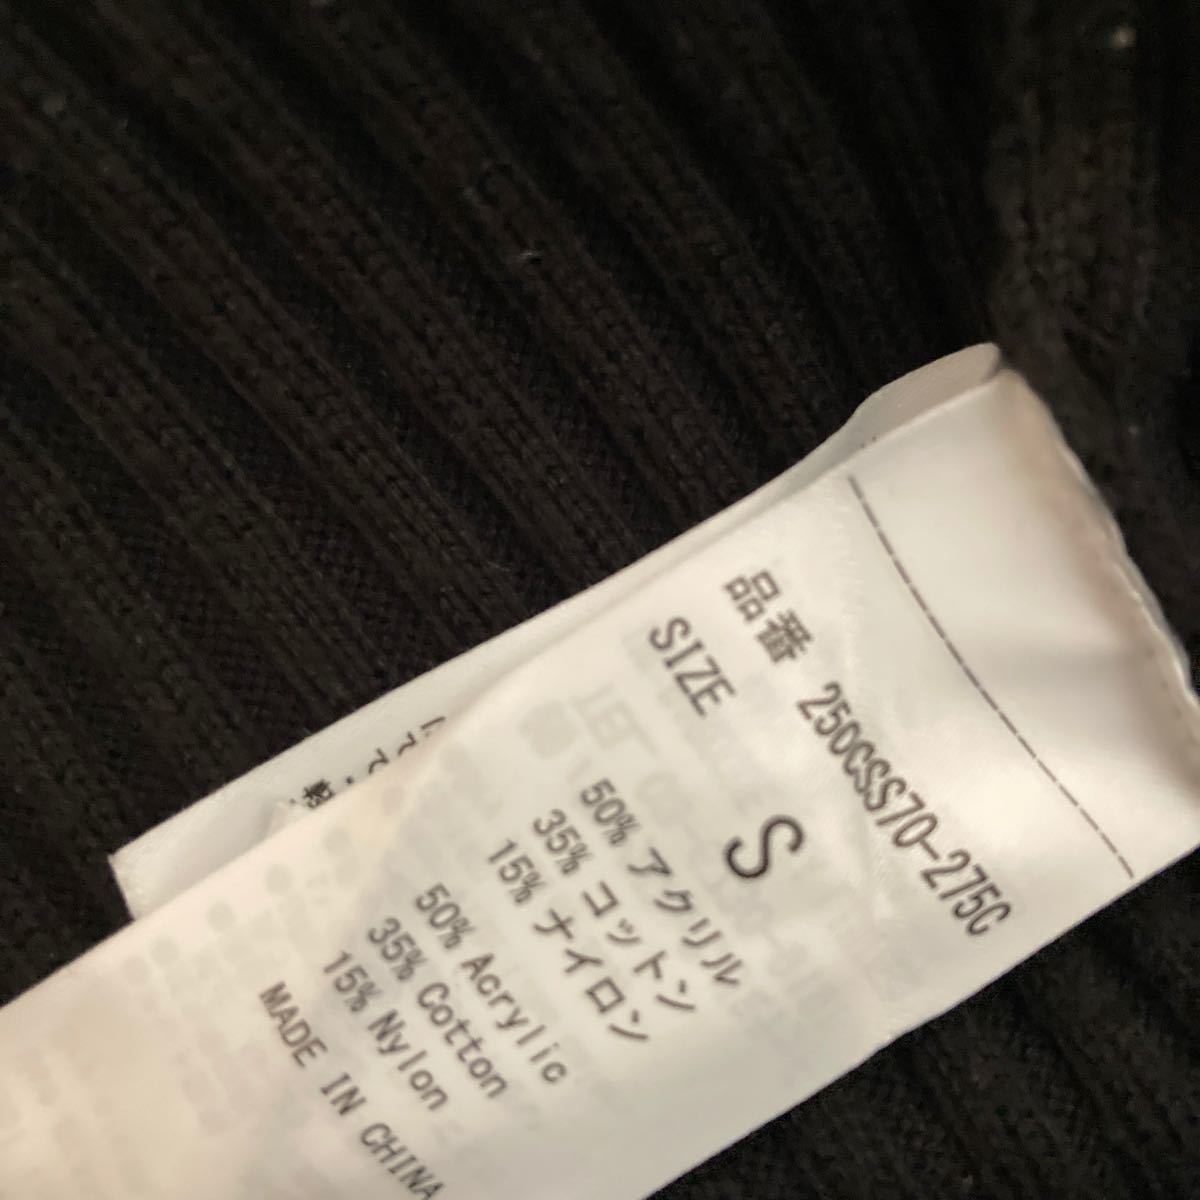 品番 250CSS70-275C
SIZE S
50% アクリル
35% コットン
15% ナイロン
50% Acrylic
35% Cotton
15% Nylon
MADE IN CHINA